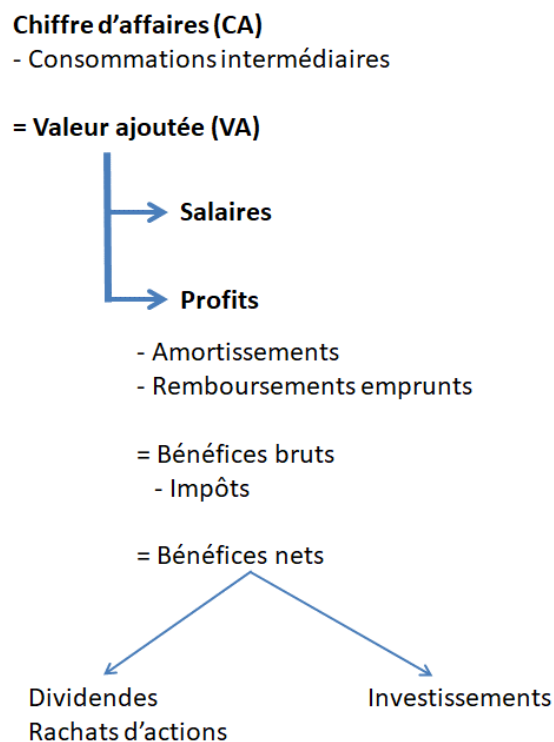 Chiffre d'affaires (CA)
- Consommations intermédiaires
= Valeur ajoutée (VA)
Salaires
Profits
- Amortissements
- Remboursements emprunts
= Bénéfices bruts
- Impôts
= Bénéfices nets
Dividendes
Rachats d'actions
Investissements